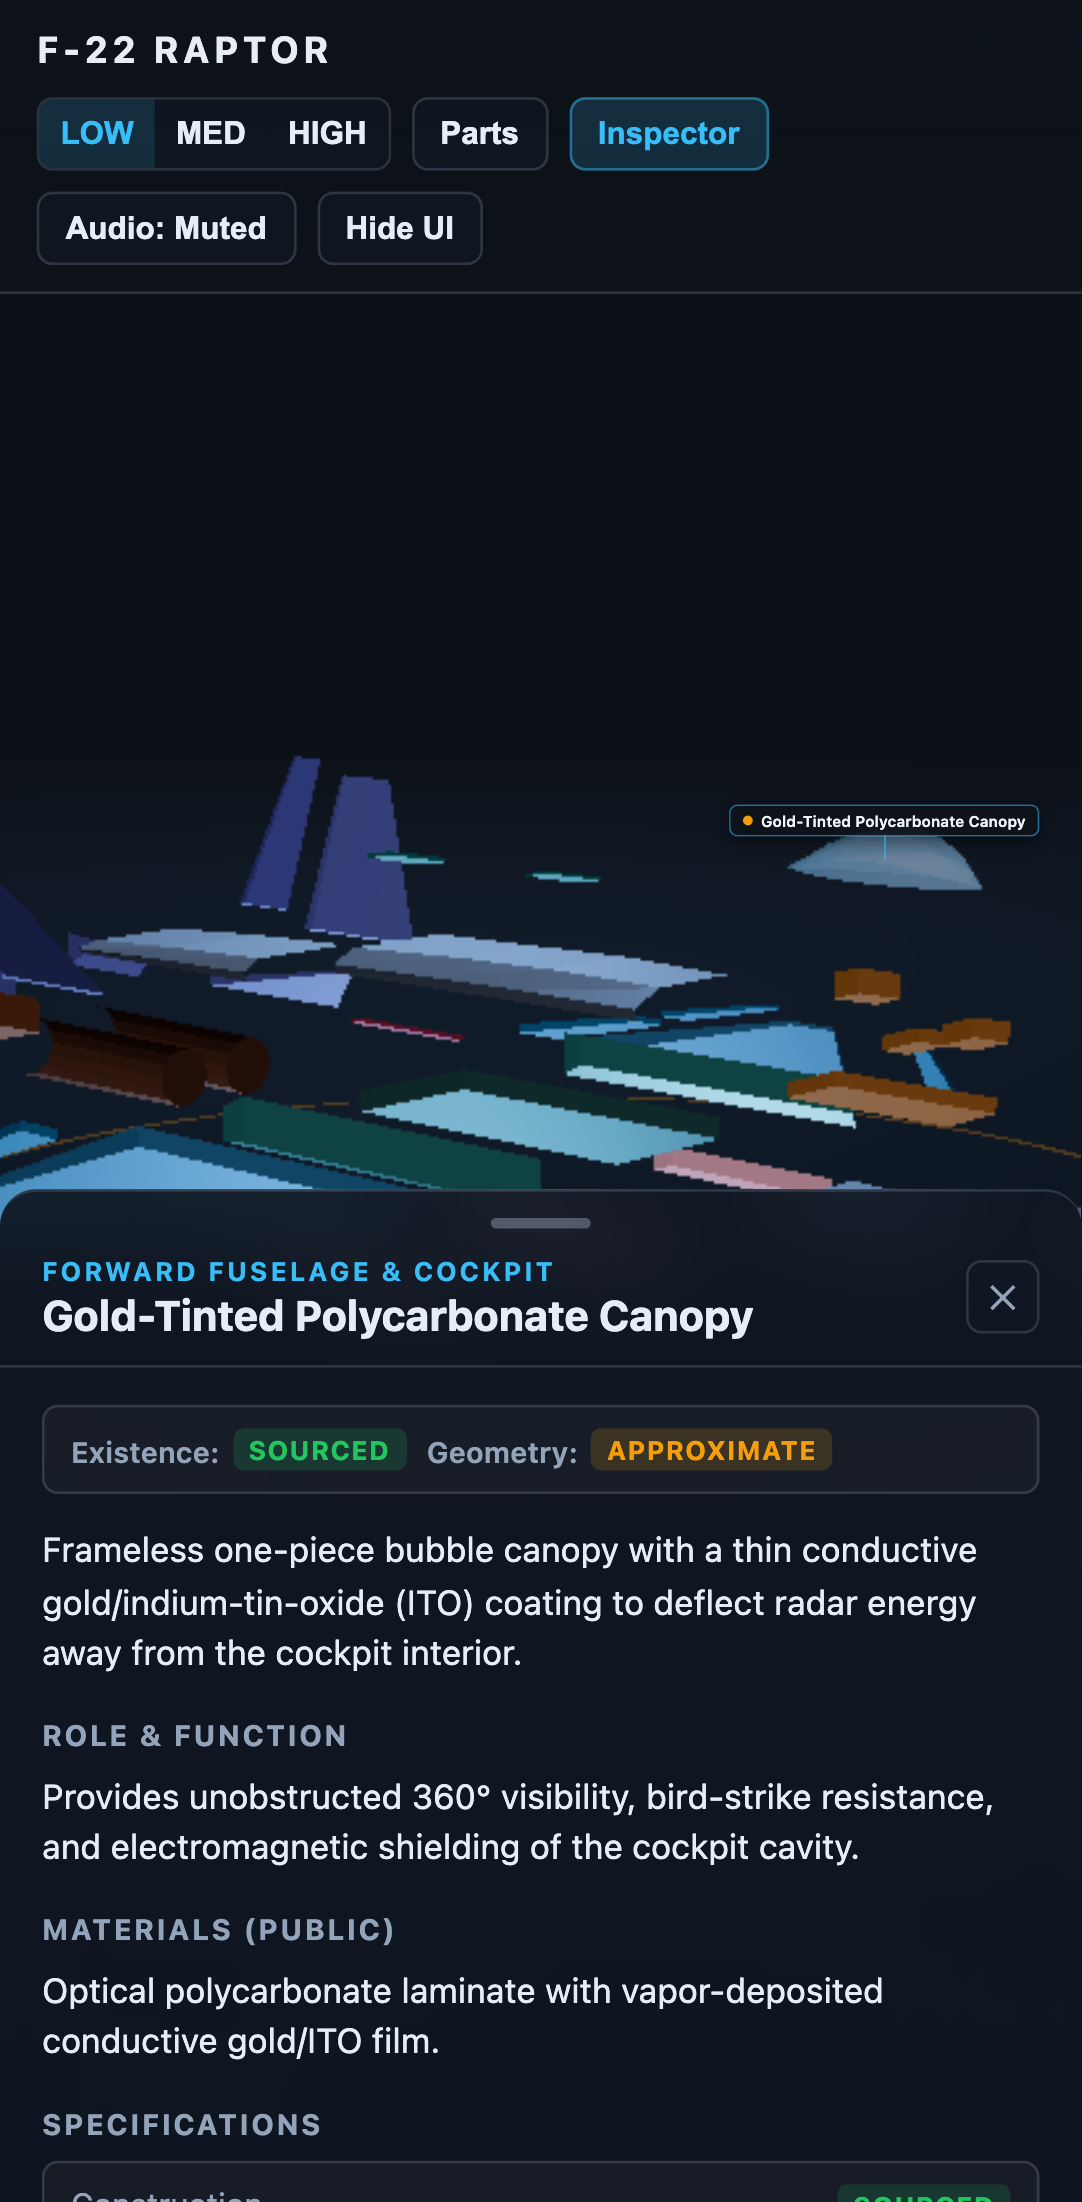 F-22 RAPTOR
LOW MED HIGH Parts Inspector
Audio: Muted Hide UI
Gold-Tinted Polycarbonate Canopy
FORWARD FUSELAGE & COCKPIT
Gold-Tinted Polycarbonate Canopy
Existence: SOURCED Geometry: APPROXIMATE
Frameless one-piece bubble canopy with a thin conductive
gold/indium-tin-oxide (ITO) coating to deflect radar energy
away from the cockpit interior.
ROLE & FUNCTION
Provides unobstructed 360° visibility, bird-strike resistance,
and electromagnetic shielding of the cockpit cavity.
MATERIALS (PUBLIC)
Optical polycarbonate laminate with vapor-deposited
conductive gold/ITO film.
SPECIFICATIONS
Construction SOURCED